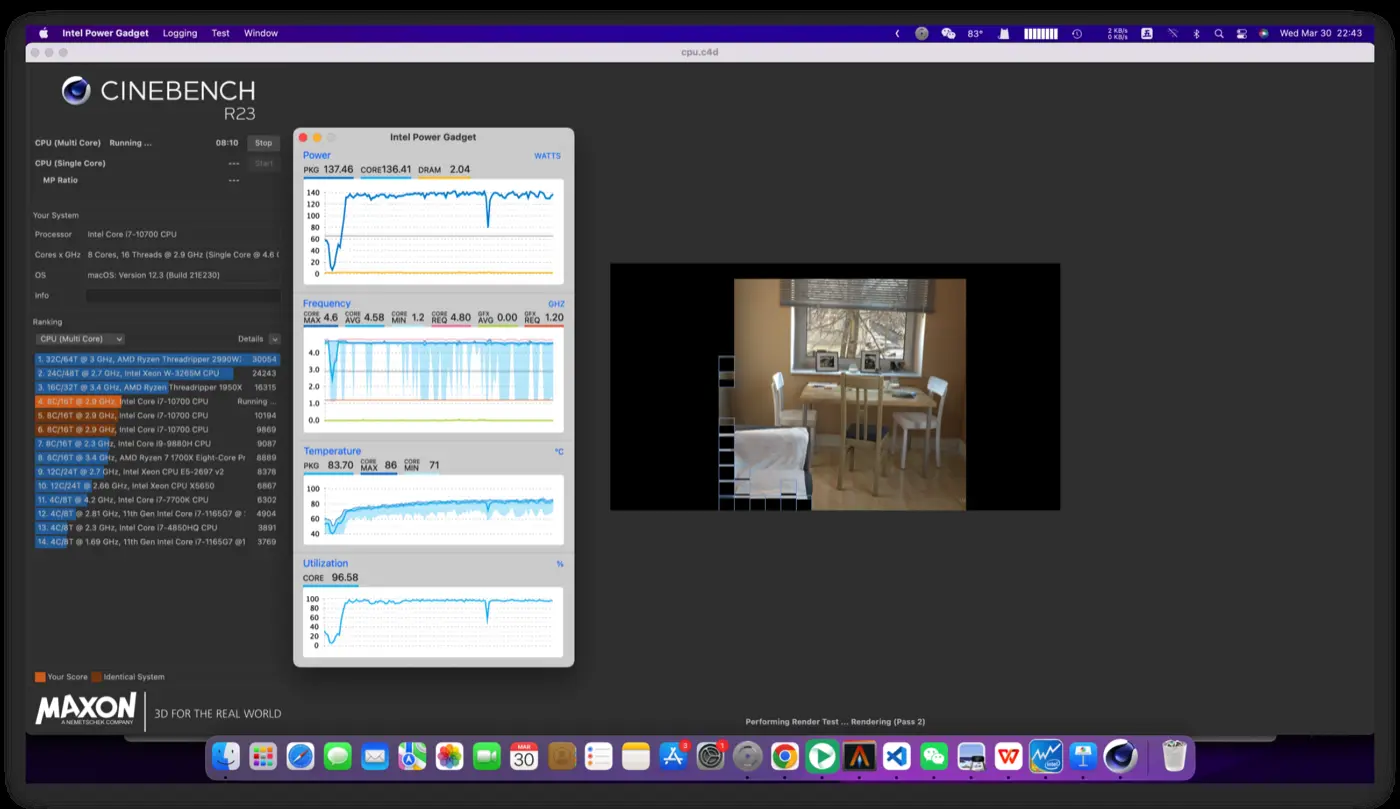 Intel Power Gadget Logging Test Window 83° 2 KB/s 0 KB/s Wed Mar 30 22:43
cpu.c4d
CINEBENCH
R23
CPU (Multi Core) Running ... 08:10 Stop
CPU (Single Core) --- Start
MP Ratio ---
Your System
Processor Intel Core i7-10700 CPU
Cores x GHz 8 Cores, 16 Threads @ 2.9 GHz (Single Core @ 4.6 G
OS macOS: Version 12.3 (Build 21E230)
Info
Ranking
CPU (Multi Core) Details
1. 32C/64T @ 3 GHz, AMD Ryzen Threadripper 2990WX 30054
2. 24C/48T @ 2.7 GHz, Intel Xeon W-3265M CPU 24243
3. 16C/32T @ 3.4 GHz, AMD Ryzen Threadripper 1950X 16315
4. 8C/16T @ 2.9 GHz, Intel Core i7-10700 CPU Running ...
5. 8C/16T @ 2.9 GHz, Intel Core i7-10700 CPU 10194
6. 8C/16T @ 2.9 GHz, Intel Core i7-10700 CPU 9869
7. 8C/16T @ 2.3 GHz, Intel Core i9-9880H CPU 9087
8. 8C/16T @ 3.4 GHz, AMD Ryzen 7 1700X Eight-Core Pr 8889
9. 12C/24T @ 2.7 GHz, Intel Xeon CPU E5-2697 v2 8378
10. 12C/24T @ 2.66 GHz, Intel Xeon CPU X5650 6867
11. 4C/8T @ 4.2 GHz, Intel Core i7-7700K CPU 6302
12. 4C/8T @ 2.81 GHz, 11th Gen Intel Core i7-1165G7 @ 4904
13. 4C/8T @ 2.3 GHz, Intel Core i7-4850HQ CPU 3891
14. 4C/8T @ 1.69 GHz, 11th Gen Intel Core i7-1165G7 @1 3769
Your Score Identical System
MAXON
A NEMETSCHEK COMPANY
3D FOR THE REAL WORLD
Intel Power Gadget
Power WATTS
PKG 137.46 CORE 136.41 DRAM 2.04
140
120
100
80
60
40
20
0
Frequency GHZ
CORE MAX 4.6 CORE AVG 4.58 CORE MIN 1.2 CORE REQ 4.80 GFX AVG 0.00 GFX REQ 1.20
4.0
3.0
2.0
1.0
0.0
Temperature °C
PKG 83.70 CORE MAX 86 CORE MIN 71
100
80
60
40
Utilization %
CORE 96.58
100
80
60
40
20
0
Performing Render Test ... Rendering (Pass 2)
MAR
30
3
1
intel